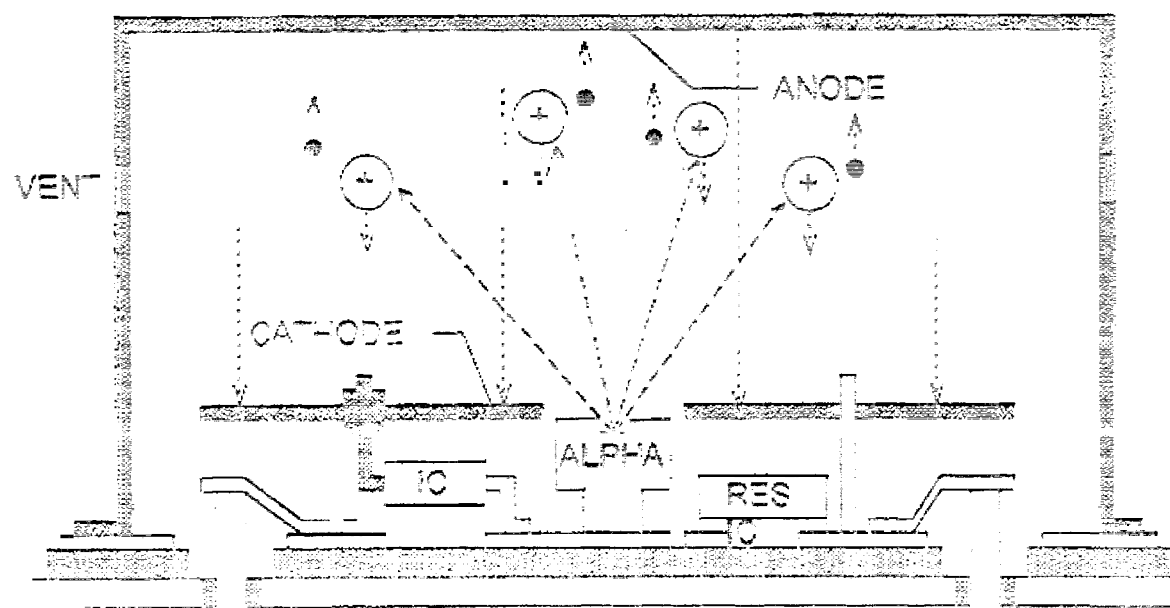 ANODE
VENT
CATHODE
ALPHA
IC
RES
C